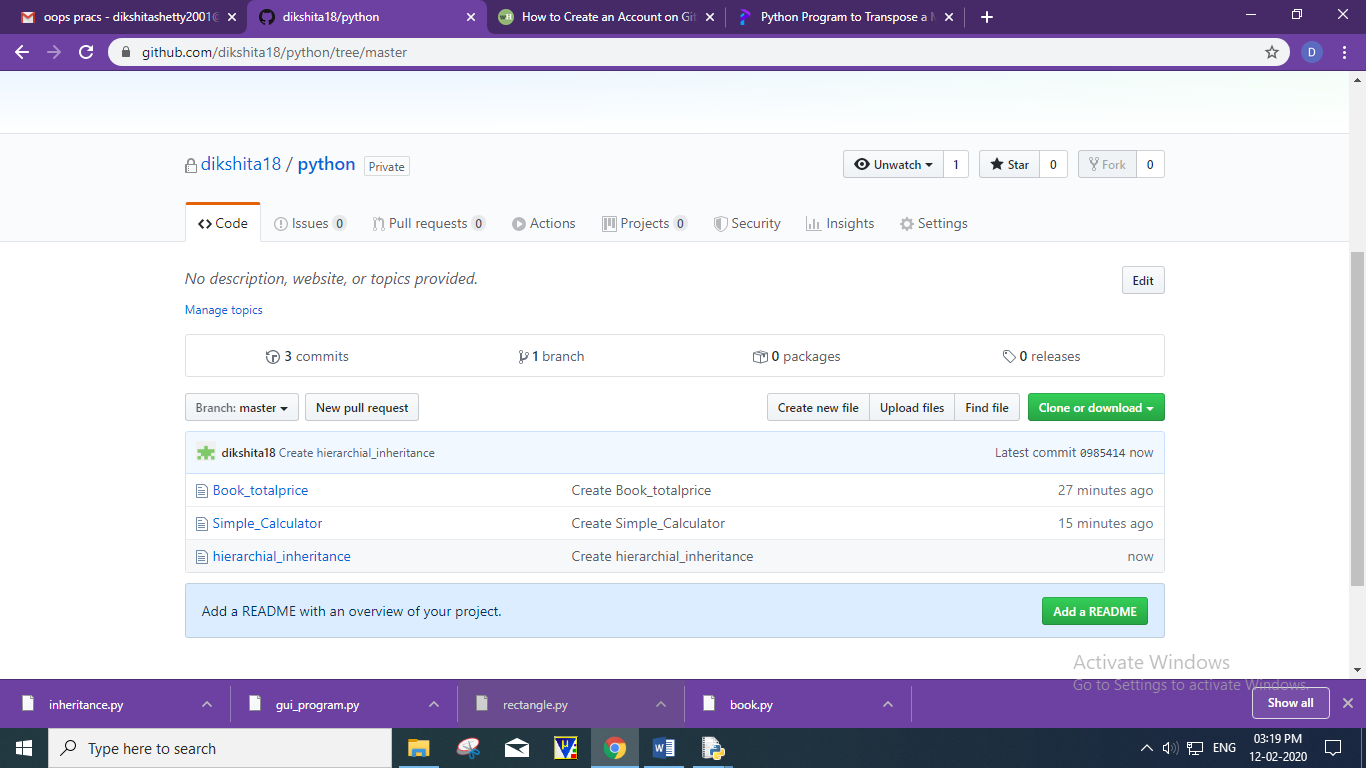 oops pracs - dikshitashetty2001@
dikshita18/python
How to Create an Account on Git
Python Program to Transpose a M
github.com/dikshita18/python/tree/master
D
dikshita18 / python Private
Unwatch 1 Star 0 Fork 0
Code Issues 0 Pull requests 0 Actions Projects 0 Security Insights Settings
No description, website, or topics provided.
Edit
Manage topics
3 commits 1 branch 0 packages 0 releases
Branch: master New pull request Create new file Upload files Find file Clone or download
dikshita18 Create hierarchial_inheritance Latest commit 0985414 now
Book_totalprice Create Book_totalprice 27 minutes ago
Simple_Calculator Create Simple_Calculator 15 minutes ago
hierarchial_inheritance Create hierarchial_inheritance now
Add a README with an overview of your project. Add a README
Activate Windows
Go to Settings to activate Windows.
inheritance.py gui_program.py rectangle.py book.py Show all
Type here to search
ENG
03:19 PM
12-02-2020